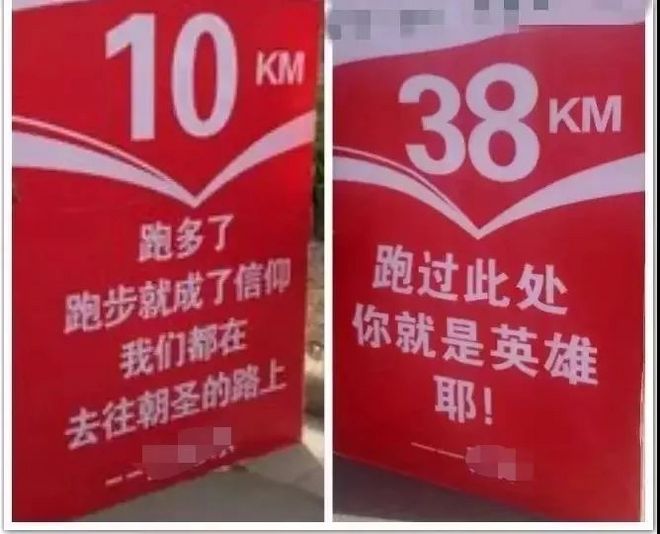 10 KM
跑多了
跑步就成了信仰
我们都在
去往朝圣的路上
38 KM
跑过此处
你就是英雄
耶!